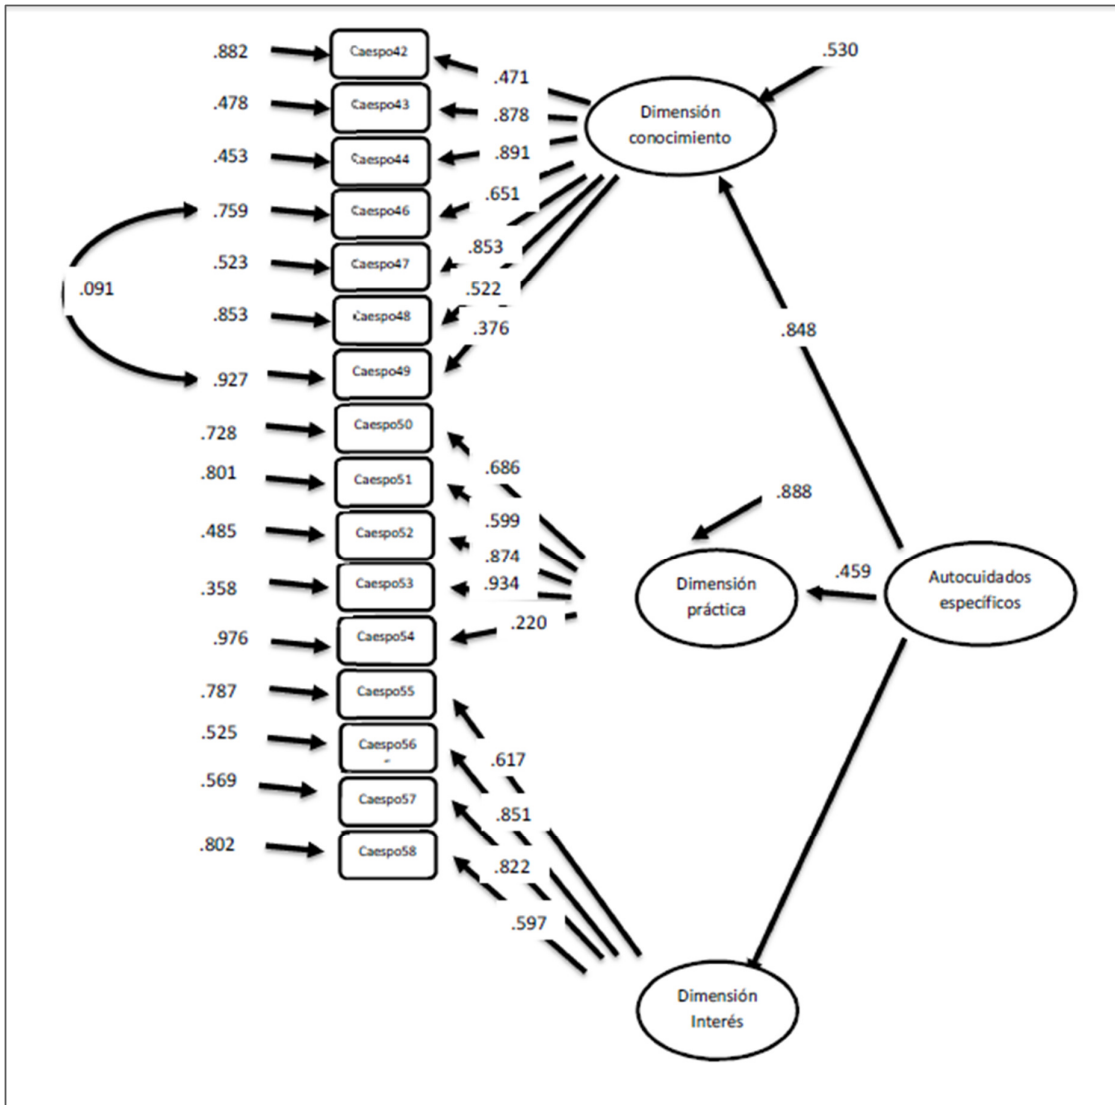 .882
Caespo42
.471
.530
.478
Caespo43
.878
Dimensión
conocimiento
.453
Caespo44
.891
.759
Caespo46
.651
.523
Caespo47
.853
.091
.853
Caespo48
.522
.927
Caespo49
.376
.848
.728
Caespo50
.686
.801
Caespo51
.599
.888
.485
Caespo52
.874
.358
Caespo53
.934
Dimensión
práctica
.459
Autocuidados
específicos
.976
Caespo54
.220
.787
Caespo55
.617
.525
Caespo56
.851
.569
Caespo57
.822
.802
Caespo58
.597
Dimensión
Interés